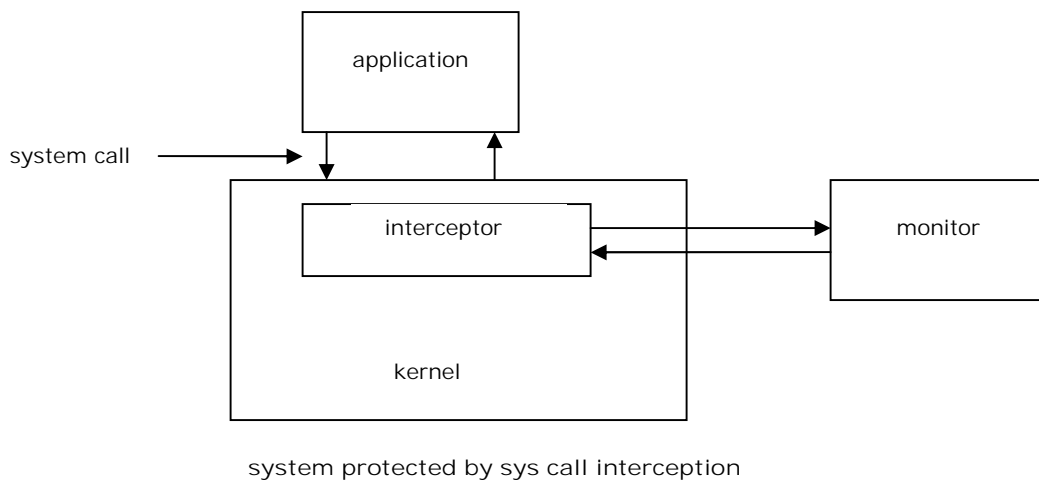 application
system call
interceptor
monitor
kernel
system protected by sys call interception